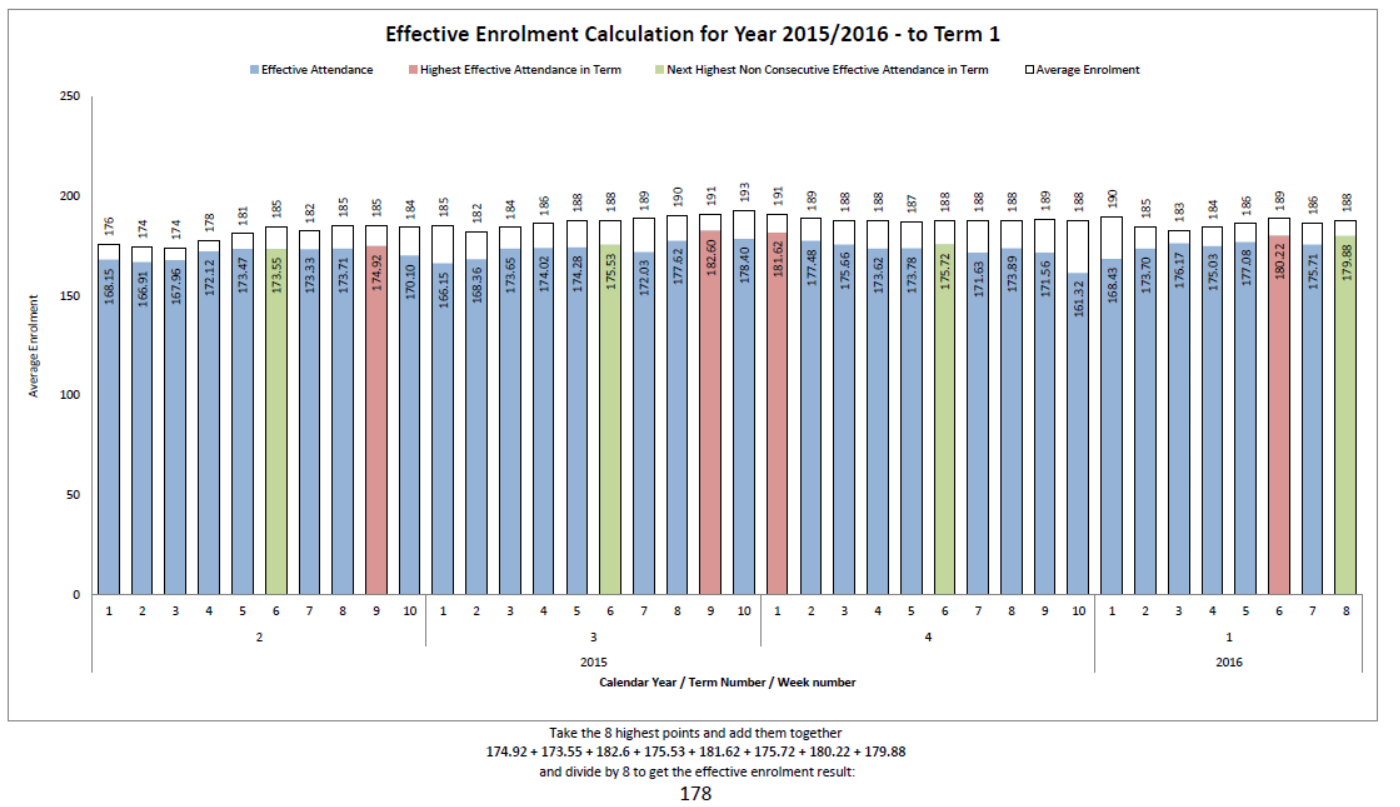 Effective Enrolment Calculation for Year 2015/2016 - to Term 1
Effective Attendance Highest Effective Attendance in Term Next Highest Non Consecutive Effective Attendance in Term Average Enrolment
250
200
150
100
50
0
Average Enrolment
176 174 174 178 181 185 182 185 185 184 185 182 184 186 188 188 189 190 191 193 191 189 188 188 187 188 188 188 189 188 190 185 183 184 186 189 186 188
168.15 166.91 167.96 172.12 173.47 173.55 173.33 173.71 174.92 170.10 166.15 168.36 173.65 174.02 174.28 175.53 172.03 177.62 182.60 178.40 181.62 177.48 175.66 173.62 173.78 175.72 171.63 173.89 171.56 161.32 168.43 173.70 176.17 175.03 177.08 180.22 175.71 179.88
1 2 3 4 5 6 7 8 9 10 1 2 3 4 5 6 7 8 9 10 1 2 3 4 5 6 7 8 9 10 1 2 3 4 5 6 7 8
2 3 4 1
2015 2016
Calendar Year / Term Number / Week number
Take the 8 highest points and add them together
174.92 + 173.55 + 182.6 + 175.53 + 181.62 + 175.72 + 180.22 + 179.88
and divide by 8 to get the effective enrolment result:
178